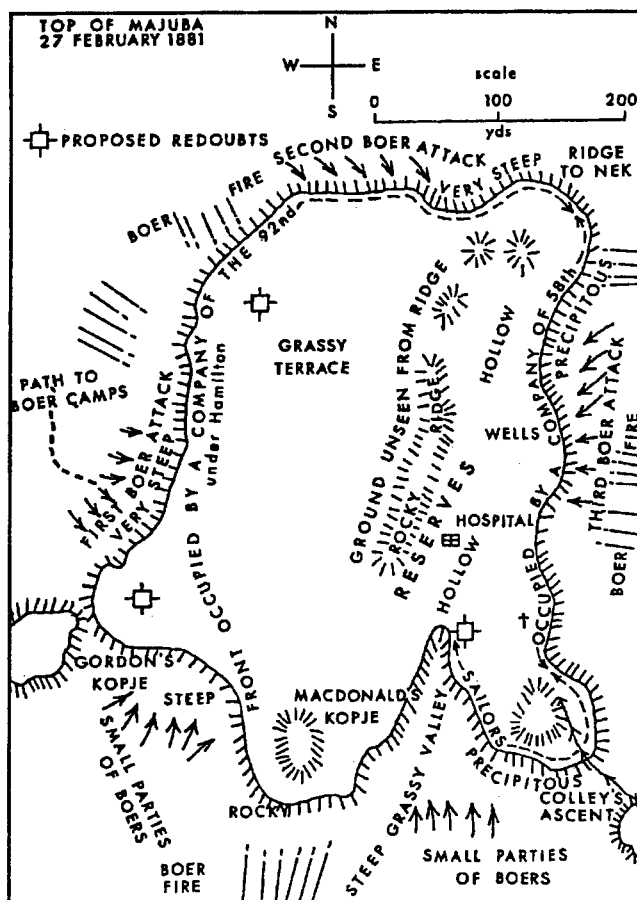 TOP OF MAJUBA
27 FEBRUARY 1881
N
W E
S
scale
0 100 200
yds
PROPOSED REDOUBTS
SECOND BOER ATTACK
VERY STEEP
RIDGE
TO NEK
BOER FIRE
FRONT OCCUPIED BY A COMPANY OF THE 92nd
under Hamilton
GRASSY
TERRACE
GROUND UNSEEN FROM RIDGE
ROCKY RIDGE
HOLLOW
PRECIPITOUS
OCCUPIED BY A COMPANY OF 58th
THIRD BOER ATTACK
BOER FIRE
PATH TO
BOER CAMPS
FIRST BOER ATTACK
VERY STEEP
WELLS
RESERVES
HOSPITAL
HOLLOW
GORDON'S
KOPJE
STEEP
MACDONALD'S
KOPJE
SAILORS
PRECIPITOUS
COLLEY'S
ASCENT
SMALL PARTIES
OF BOERS
ROCKY
STEEP GRASSY VALLEY
SMALL PARTIES
OF BOERS
BOER
FIRE